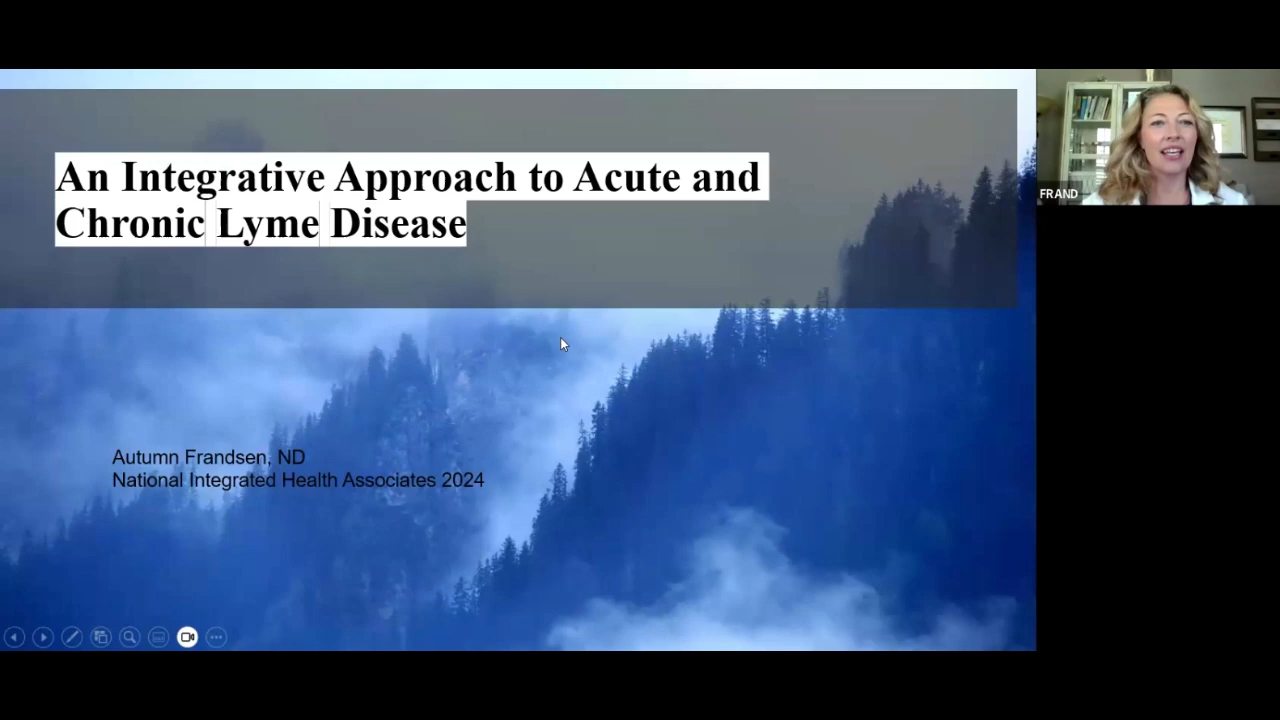 An Integrative Approach to Acute and
Chronic Lyme Disease
Autumn Frandsen, ND
National Integrated Health Associates 2024
FRAND